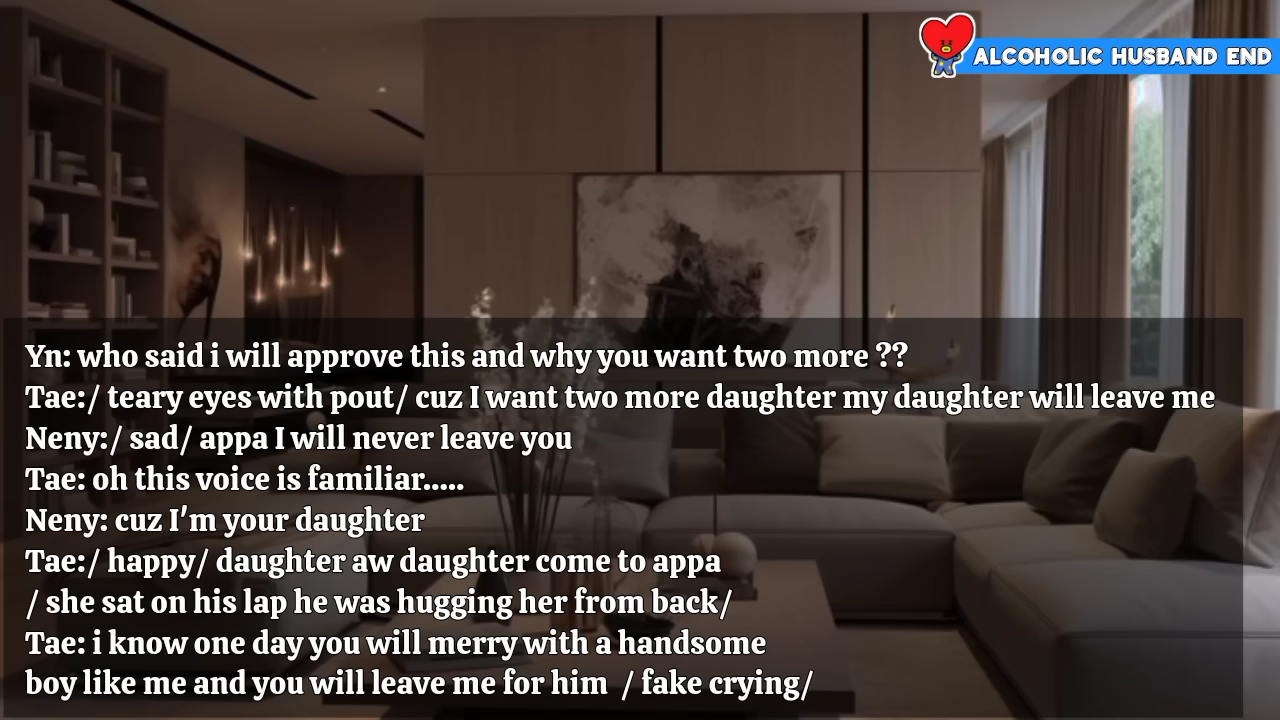 ALCOHOLIC HUSBAND END
Yn: who said i will approve this and why you want two more ??
Tae:/ teary eyes with pout/ cuz I want two more daughter my daughter will leave me
Neny:/ sad/ appa I will never leave you
Tae: oh this voice is familiar.....
Neny: cuz I'm your daughter
Tae:/ happy/ daughter aw daughter come to appa
/ she sat on his lap he was hugging her from back/
Tae: i know one day you will merry with a handsome
boy like me and you will leave me for him / fake crying/